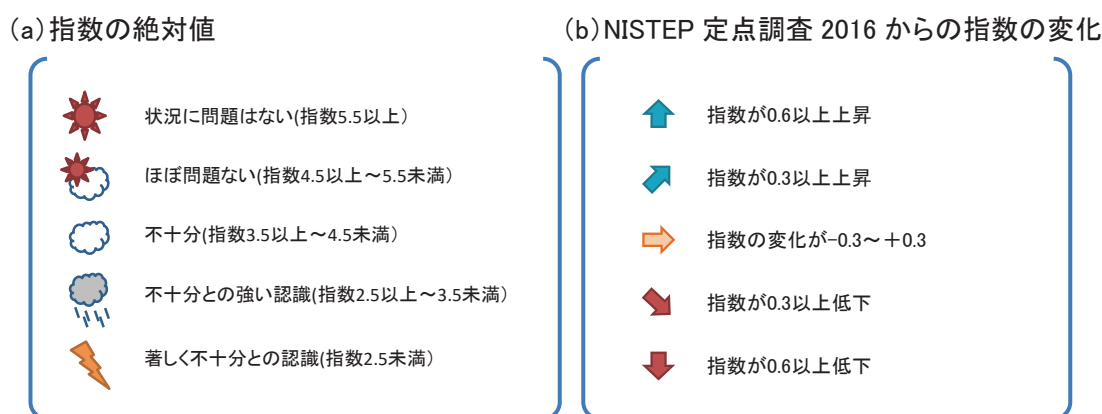 (a)指数の絶対値
状況に問題はない(指数5.5以上)
ほぼ問題ない(指数4.5以上~5.5未満)
不十分(指数3.5以上~4.5未満)
不十分との強い認識(指数2.5以上~3.5未満)
著しく不十分との認識(指数2.5未満)
(b)NISTEP 定点調査 2016 からの指数の変化
指数が0.6以上上昇
指数が0.3以上上昇
指数の変化が-0.3~+0.3
指数が0.3以上低下
指数が0.6以上低下